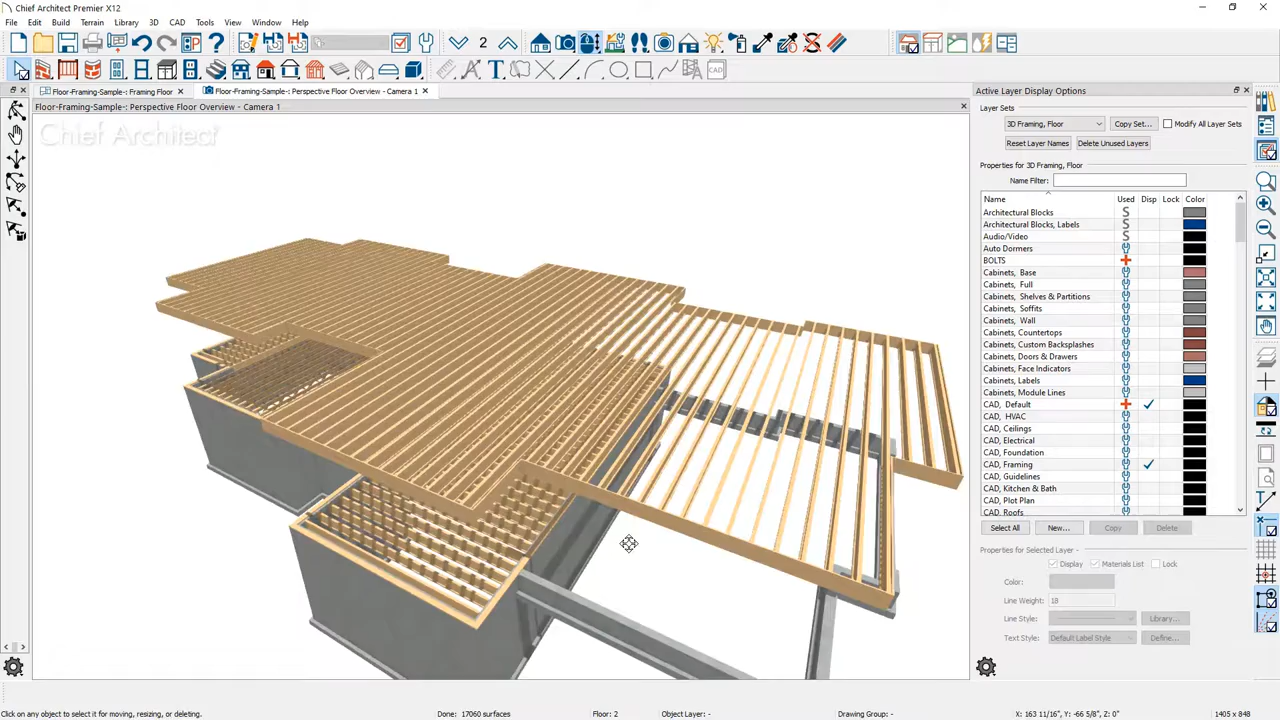 Chief Architect Premier X12
File Edit Build Terrain Library 3D CAD Tools View Window Help
2
T CAD
Floor-Framing-Sample-: Framing Floor
Floor-Framing-Sample-: Perspective Floor Overview - Camera 1
Floor-Framing-Sample-: Perspective Floor Overview - Camera 1
Chief Architect
Active Layer Display Options
Layer Sets
3D Framing, Floor Copy Set... Modify All Layer Sets
Reset Layer Names Delete Unused Layers
Properties for 3D Framing, Floor
Name Filter:
Name Used Disp Lock Color
Architectural Blocks S
Architectural Blocks, Labels S
Audio/Video S
Auto Dormers
BOLTS
Cabinets, Base
Cabinets, Full
Cabinets, Shelves & Partitions
Cabinets, Soffits
Cabinets, Wall
Cabinets, Countertops
Cabinets, Custom Backsplashes
Cabinets, Doors & Drawers
Cabinets, Face Indicators
Cabinets, Labels
Cabinets, Module Lines
CAD, Default
CAD, HVAC
CAD, Ceilings
CAD, Electrical
CAD, Foundation
CAD, Framing
CAD, Guidelines
CAD, Kitchen & Bath
CAD, Plot Plan
CAD, Roofs
Select All New... Copy Delete
Properties for Selected Layer -
Display Materials List Lock
Color:
Line Weight: 18
Line Style: Library...
Text Style: Default Label Style Define...
Click on any object to select it for moving, resizing, or deleting. Done: 17060 surfaces Floor: 2 Object Layer: - Drawing Group: - X: 163 11/16", Y: -66 5/8", Z: 0" 1405 x 848